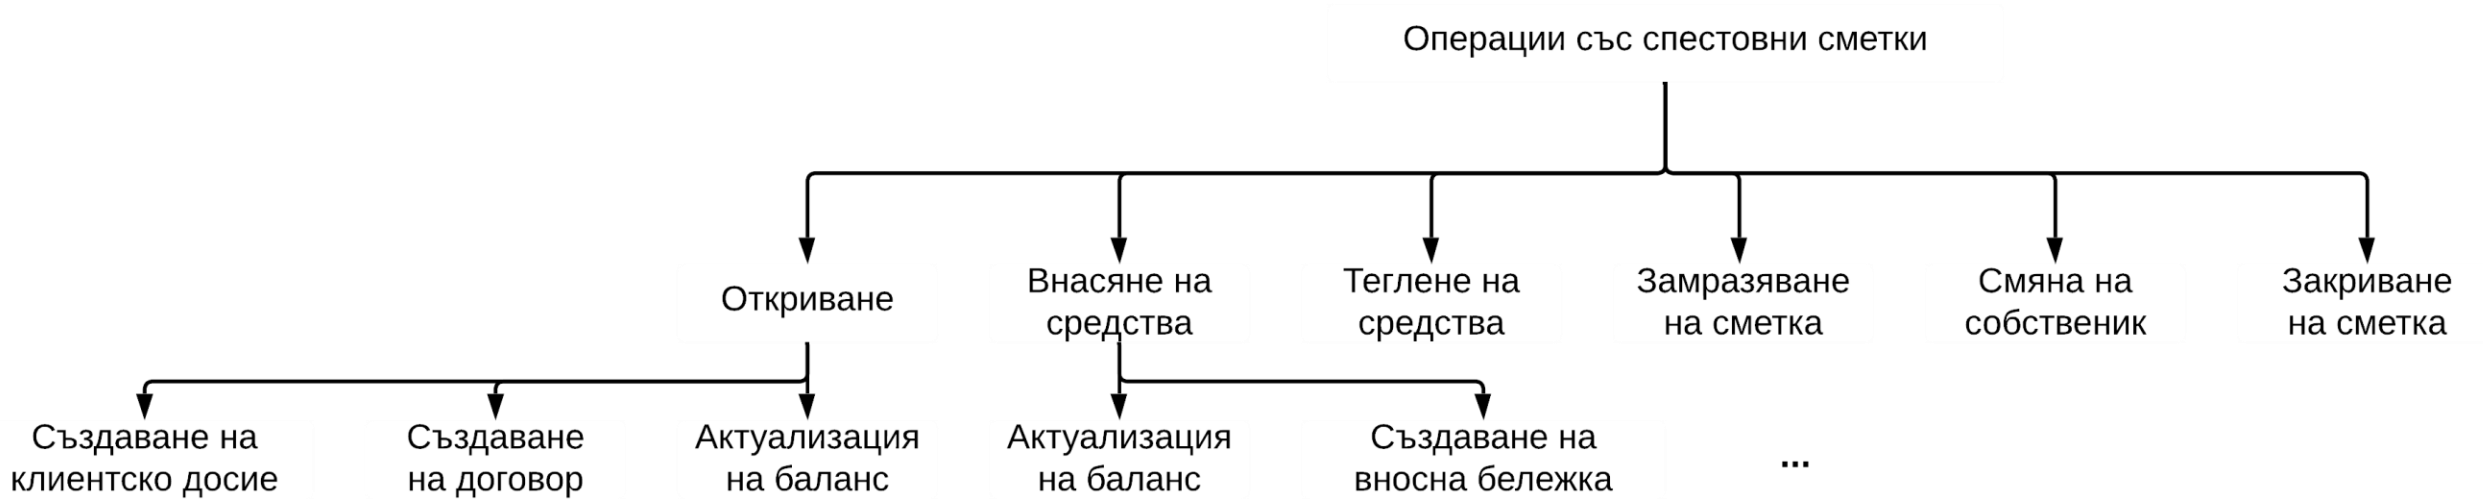 Операции със спестовни сметки
Откриване
Внасяне на
средства
Теглене на
средства
Замразяване
на сметка
Смяна на
собственик
Закриване
на сметка
Създаване на
клиентско досие
Създаване
на договор
Актуализация
на баланс
Актуализация
на баланс
Създаване на
вносна бележка
...